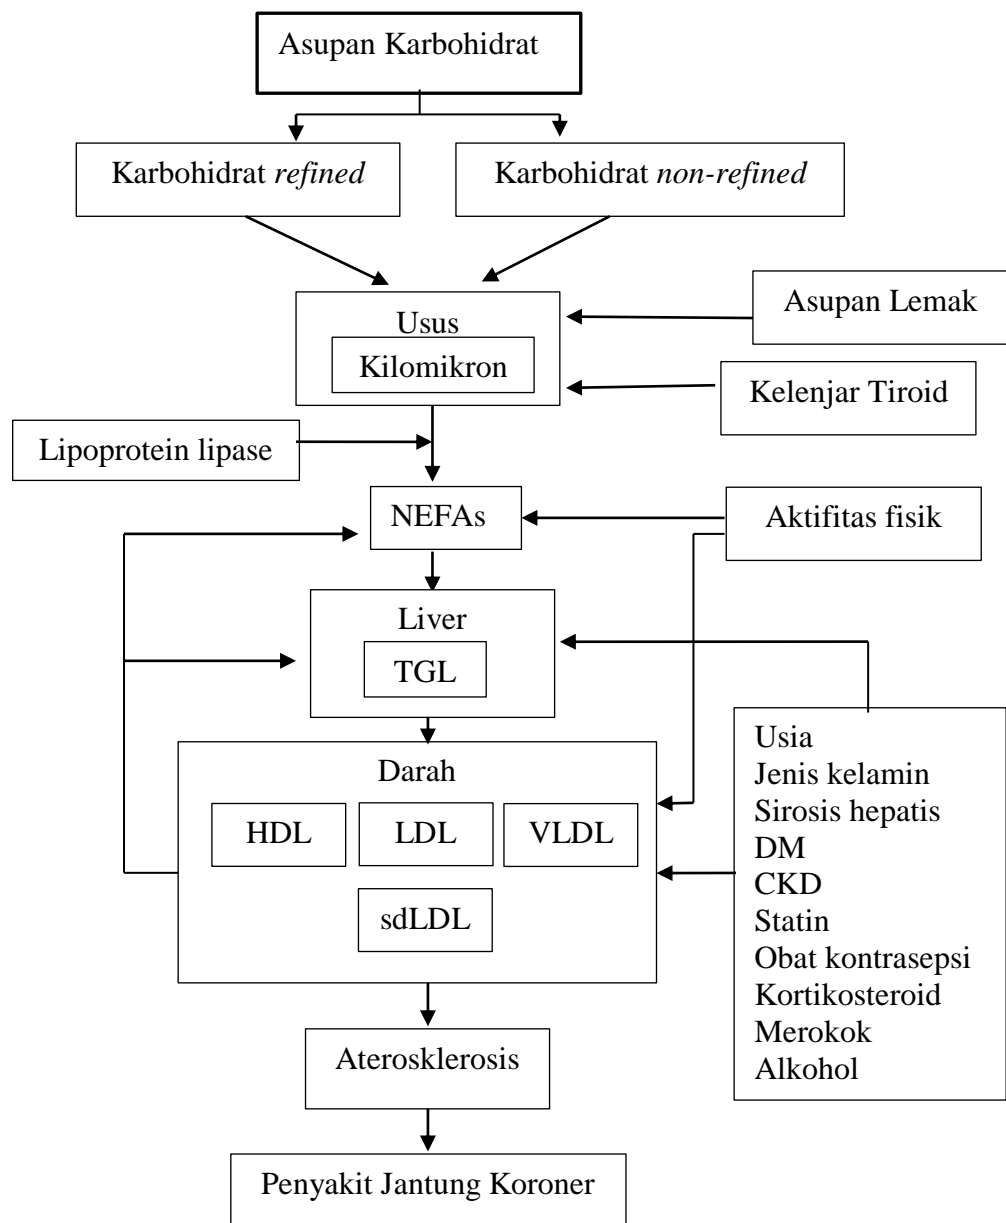 Asupan Karbohidrat
Karbohidrat refined
Karbohidrat non-refined
Asupan Lemak
Usus
Kilomikron
Kelenjar Tiroid
Lipoprotein lipase
NEFAs
Aktifitas fisik
Liver
TGL
Usia
Jenis kelamin
Sirosis hepatis
DM
CKD
Statin
Obat kontrasepsi
Kortikosteroid
Merokok
Alkohol
Darah
HDL
LDL
VLDL
sdLDL
Aterosklerosis
Penyakit Jantung Koroner